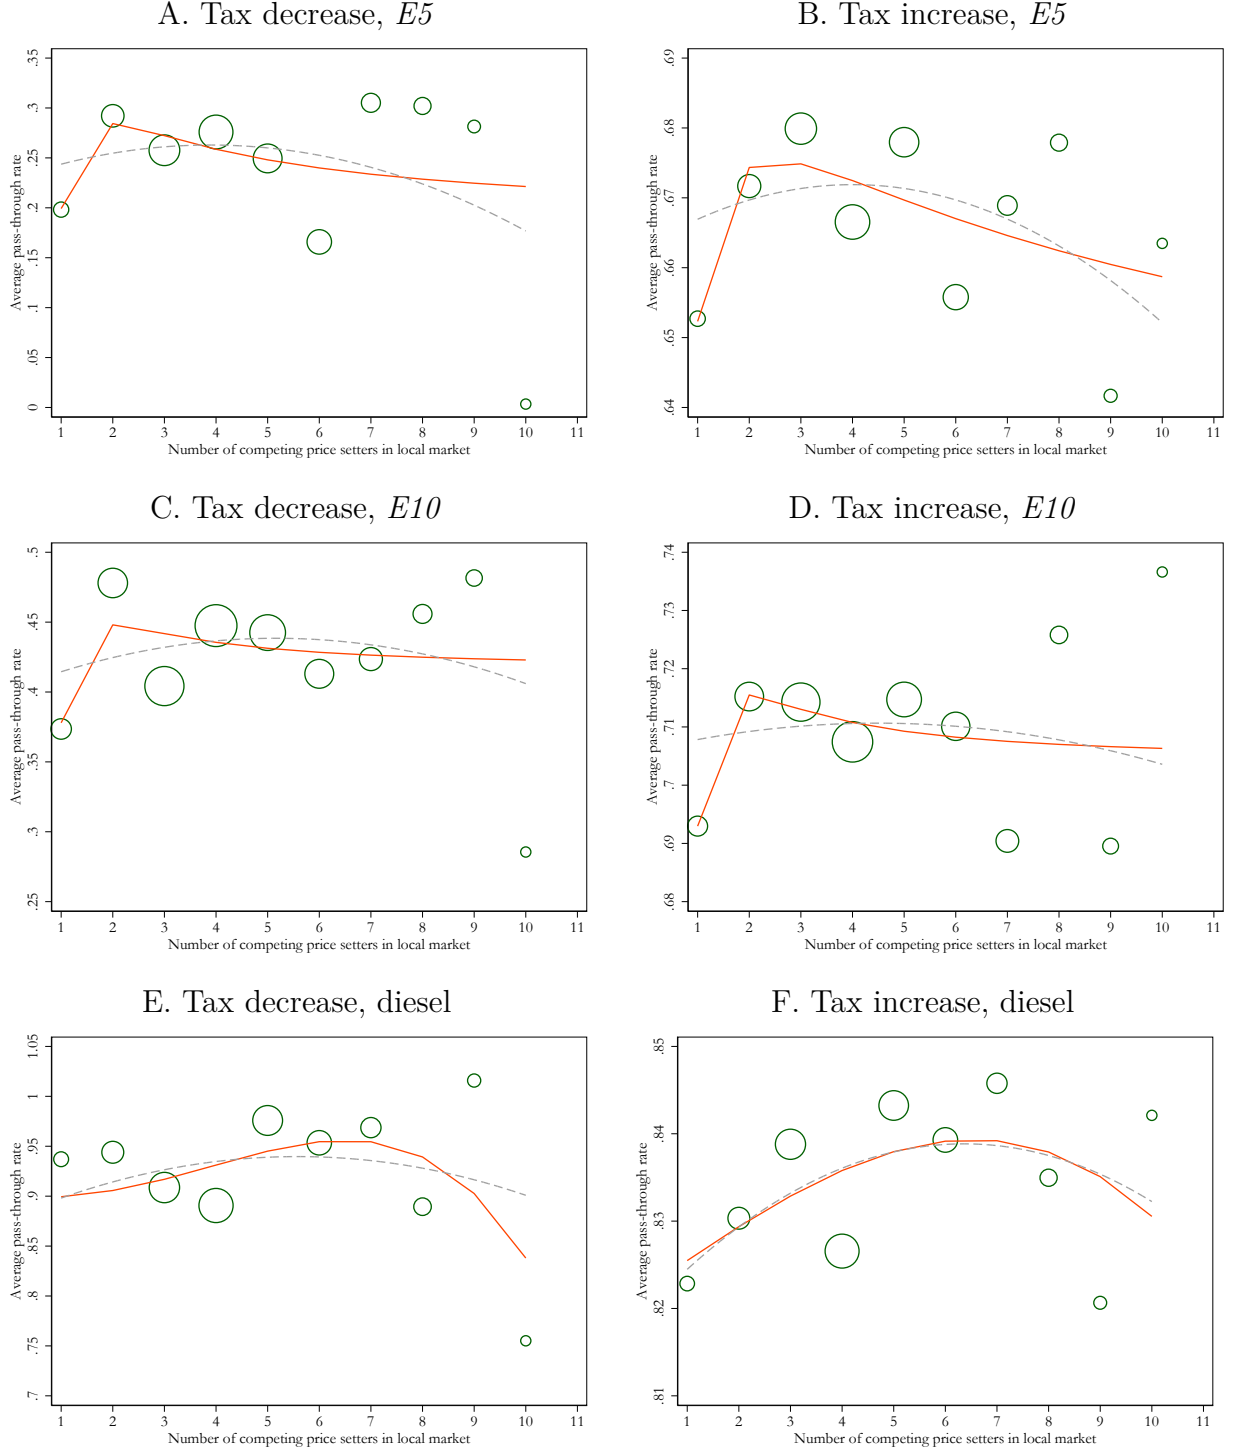 A. Tax decrease, E5
B. Tax increase, E5
Average pass-through rate
.35
.3
.25
.2
.15
.1
.05
0
1 2 3 4 5 6 7 8 9 10 11
Number of competing price setters in local market
Average pass-through rate
.69
.68
.67
.66
.65
.64
1 2 3 4 5 6 7 8 9 10 11
Number of competing price setters in local market
C. Tax decrease, E10
D. Tax increase, E10
Average pass-through rate
.5
.45
.4
.35
.3
.25
1 2 3 4 5 6 7 8 9 10 11
Number of competing price setters in local market
Average pass-through rate
.74
.73
.72
.71
.7
.69
.68
1 2 3 4 5 6 7 8 9 10 11
Number of competing price setters in local market
E. Tax decrease, diesel
F. Tax increase, diesel
Average pass-through rate
1.05
1
.95
.9
.85
.8
.75
.7
1 2 3 4 5 6 7 8 9 10 11
Number of competing price setters in local market
Average pass-through rate
.85
.84
.83
.82
.81
1 2 3 4 5 6 7 8 9 10 11
Number of competing price setters in local market